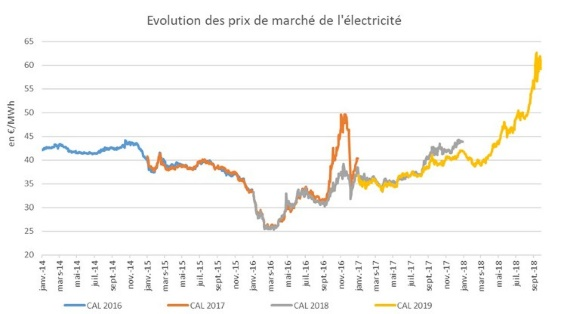 Evolution des prix de marché de l'électricité
en €/MWh
65
60
55
50
45
40
35
30
25
20
janv.-14
mars-14
mai-14
juil.-14
sept.-14
nov.-14
janv.-15
mars-15
mai-15
juil.-15
sept.-15
nov.-15
janv.-16
mars-16
mai-16
juil.-16
sept.-16
nov.-16
janv.-17
mars-17
mai-17
juil.-17
sept.-17
nov.-17
janv.-18
mars-18
mai-18
juil.-18
sept.-18
CAL 2016
CAL 2017
CAL 2018
CAL 2019